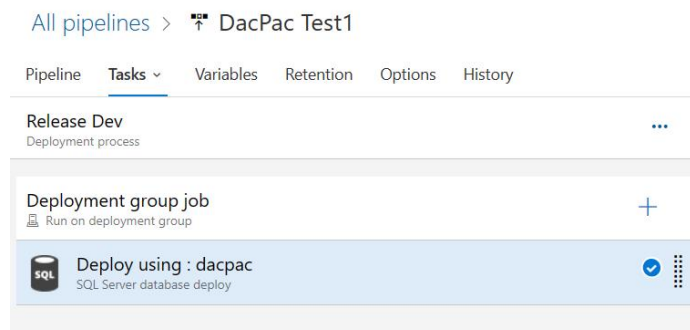 All pipelines > DacPac Test1
Pipeline Tasks Variables Retention Options History
Release Dev
Deployment process
...
Deployment group job
Run on deployment group
Deploy using : dacpac
SQL
SQL Server database deploy